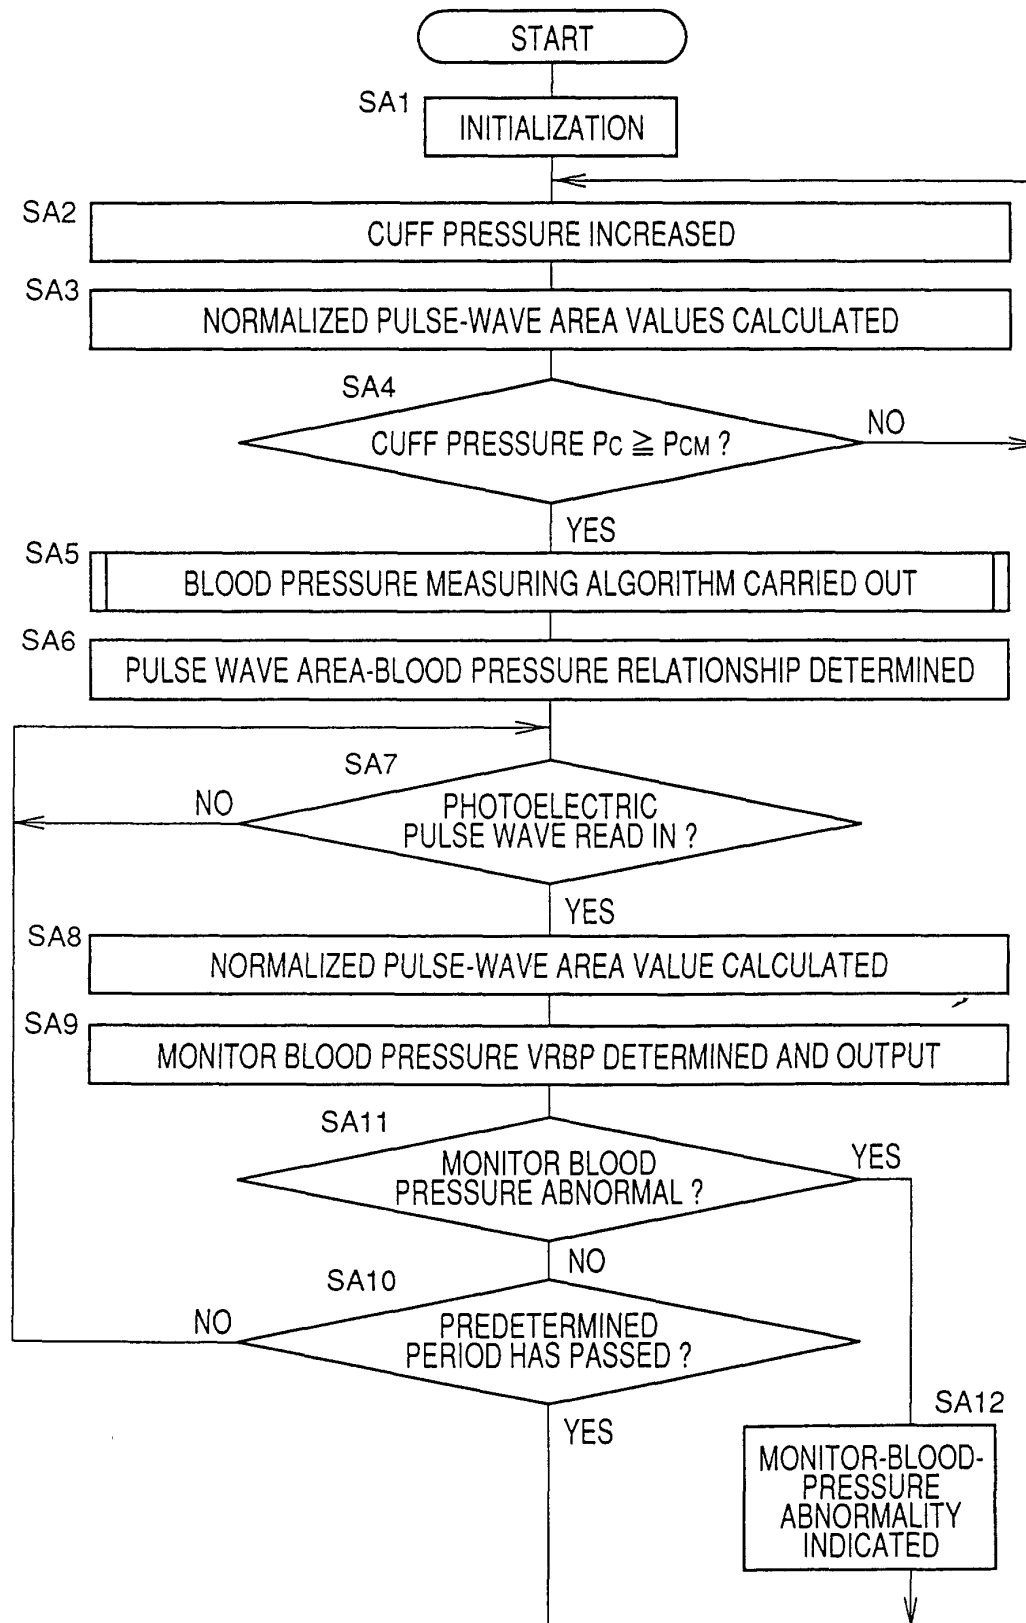 START
SA1
INITIALIZATION
SA2
CUFF PRESSURE INCREASED
SA3
NORMALIZED PULSE-WAVE AREA VALUES CALCULATED
SA4
CUFF PRESSURE PC ≧ PCM ?
NO
YES
SA5
BLOOD PRESSURE MEASURING ALGORITHM CARRIED OUT
SA6
PULSE WAVE AREA-BLOOD PRESSURE RELATIONSHIP DETERMINED
SA7
NO
PHOTOELECTRIC
PULSE WAVE READ IN ?
YES
SA8
NORMALIZED PULSE-WAVE AREA VALUE CALCULATED
SA9
MONITOR BLOOD PRESSURE VRBP DETERMINED AND OUTPUT
SA11
YES
MONITOR BLOOD
PRESSURE ABNORMAL ?
NO
SA10
NO
PREDETERMINED
PERIOD HAS PASSED ?
YES
SA12
MONITOR-BLOOD-
PRESSURE
ABNORMALITY
INDICATED